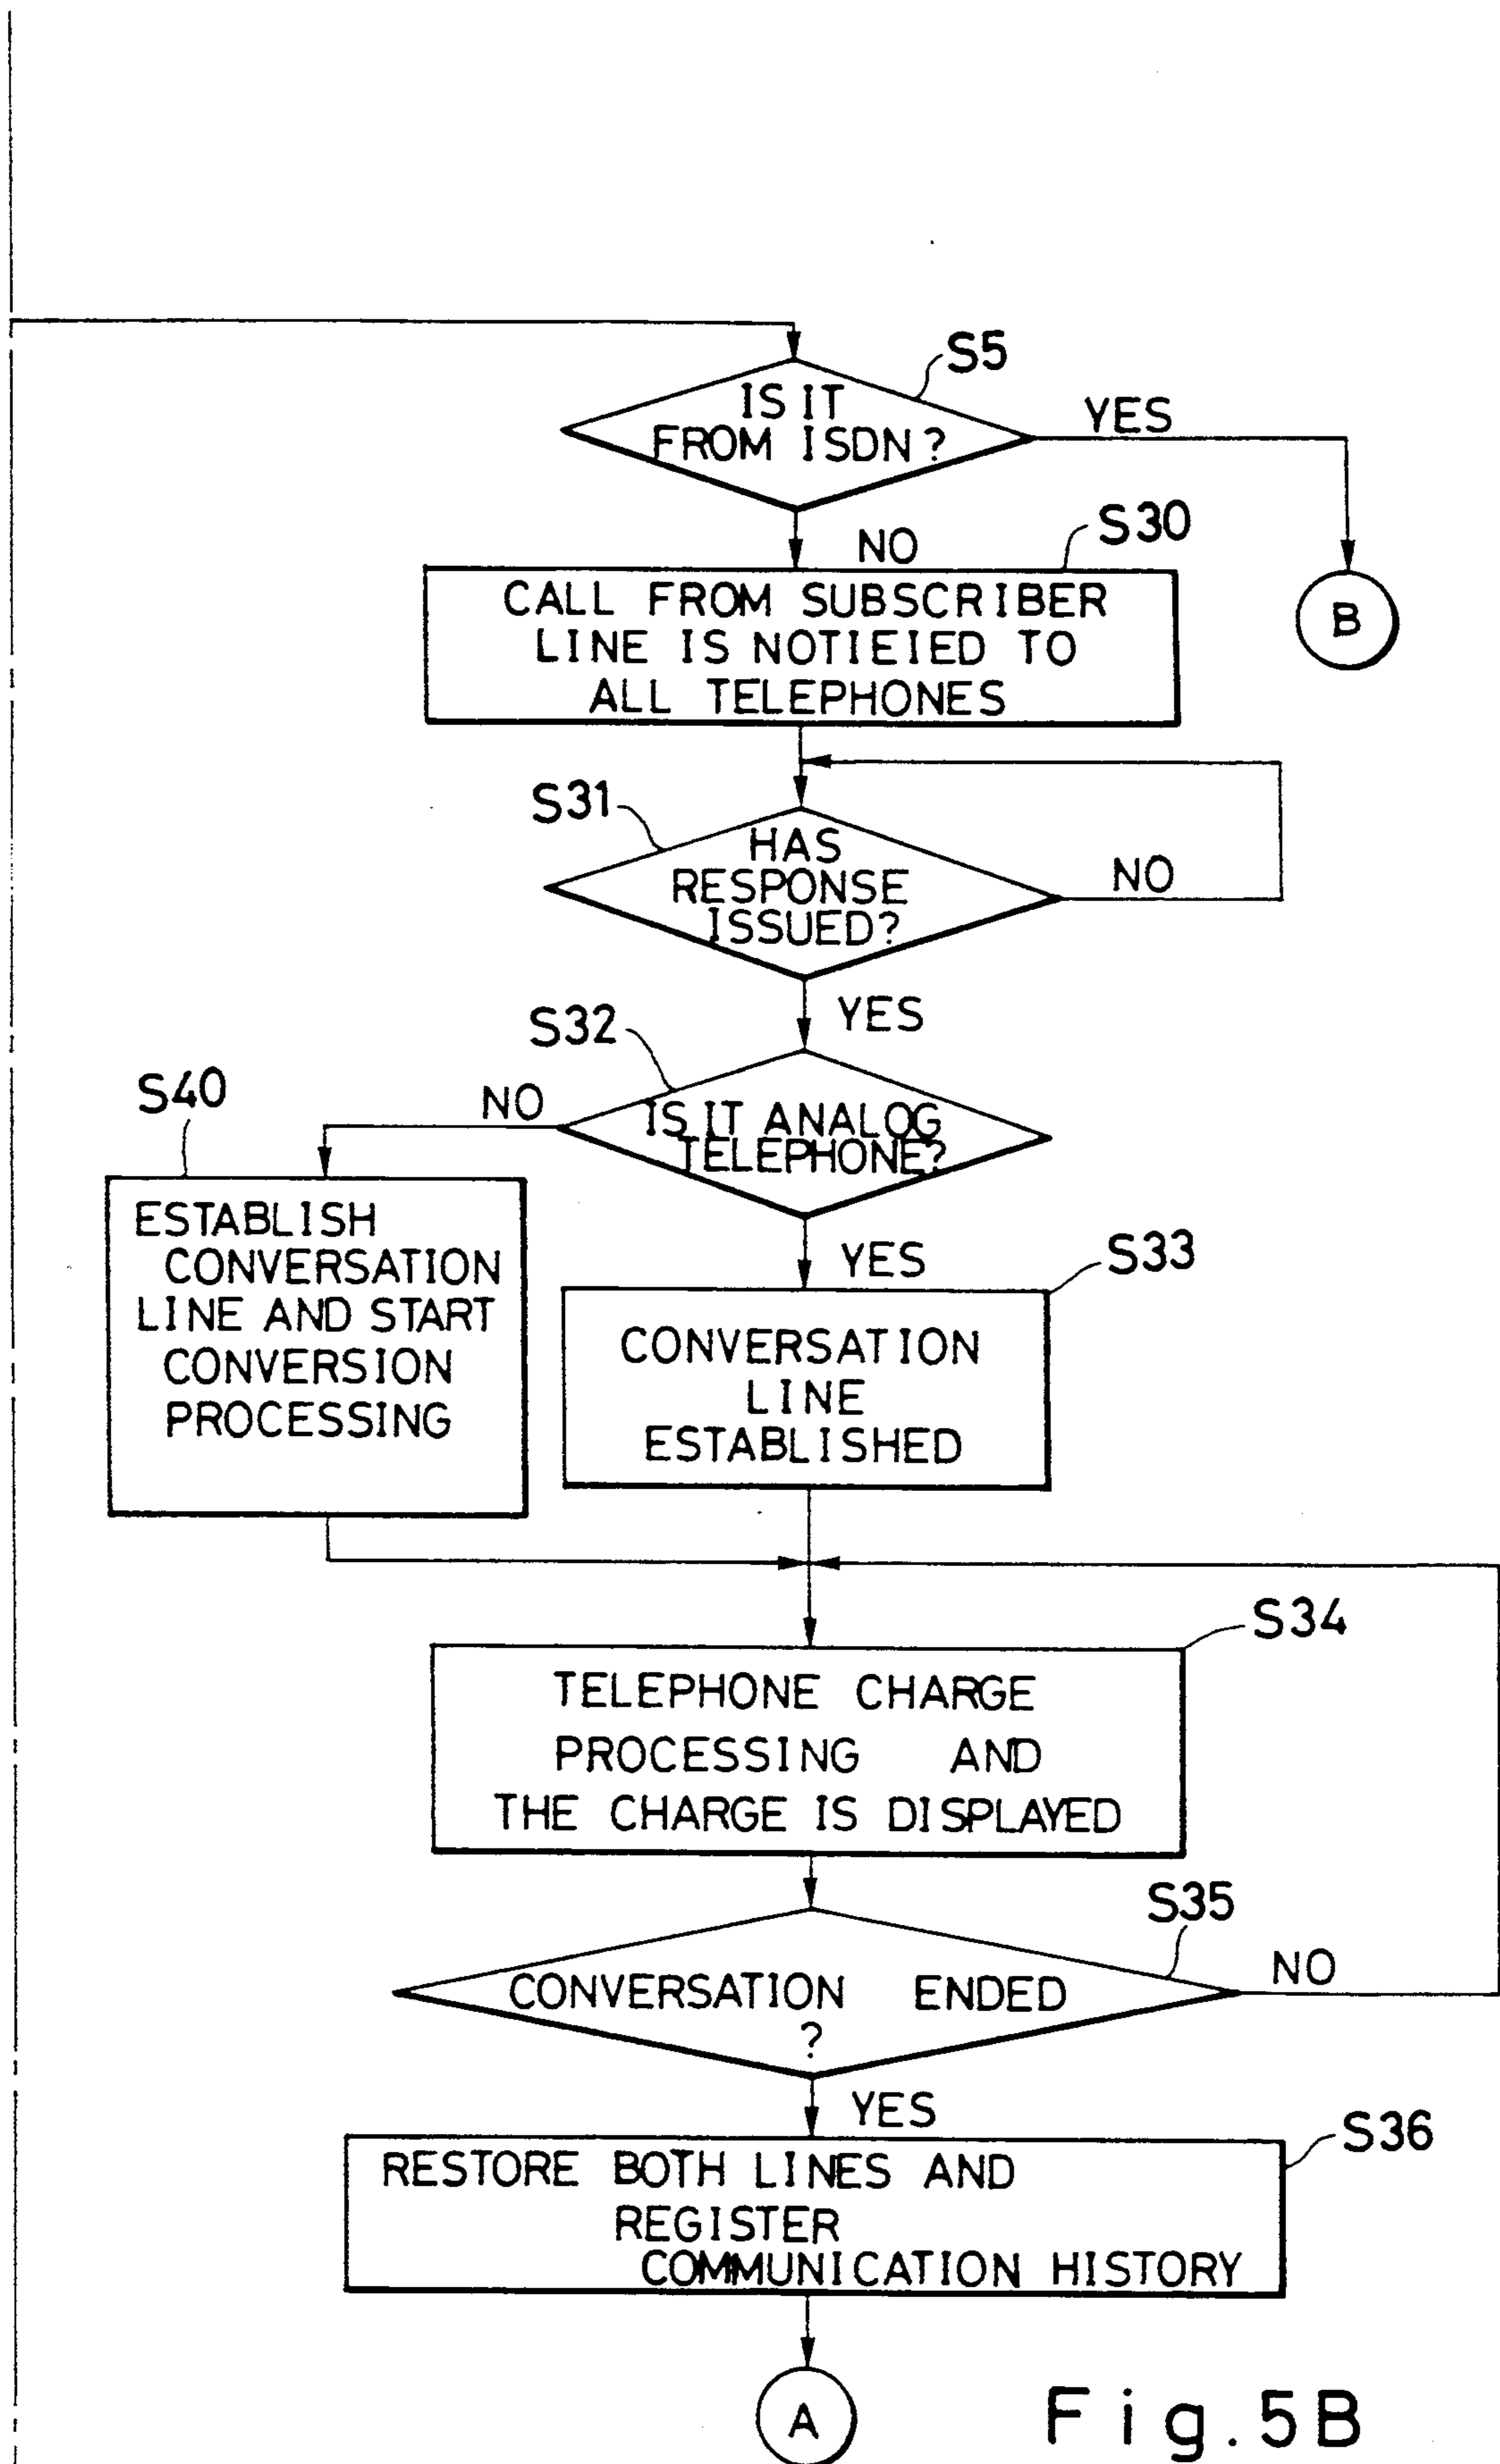 S5
IS IT
FROM ISDN?
YES
NO
S30
CALL FROM SUBSCRIBER
LINE IS NOTIEIED TO
ALL TELEPHONES
B
S31
HAS
RESPONSE
ISSUED?
NO
YES
S32
IS IT ANALOG
TELEPHONE?
NO
S40
ESTABLISH
CONVERSATION
LINE AND START
CONVERSION
PROCESSING
YES
S33
CONVERSATION
LINE
ESTABLISHED
S34
TELEPHONE CHARGE
PROCESSING AND
THE CHARGE IS DISPLAYED
S35
CONVERSATION ENDED
?
NO
YES
S36
RESTORE BOTH LINES AND
REGISTER
COMMUNICATION HISTORY
A
Fig.5B